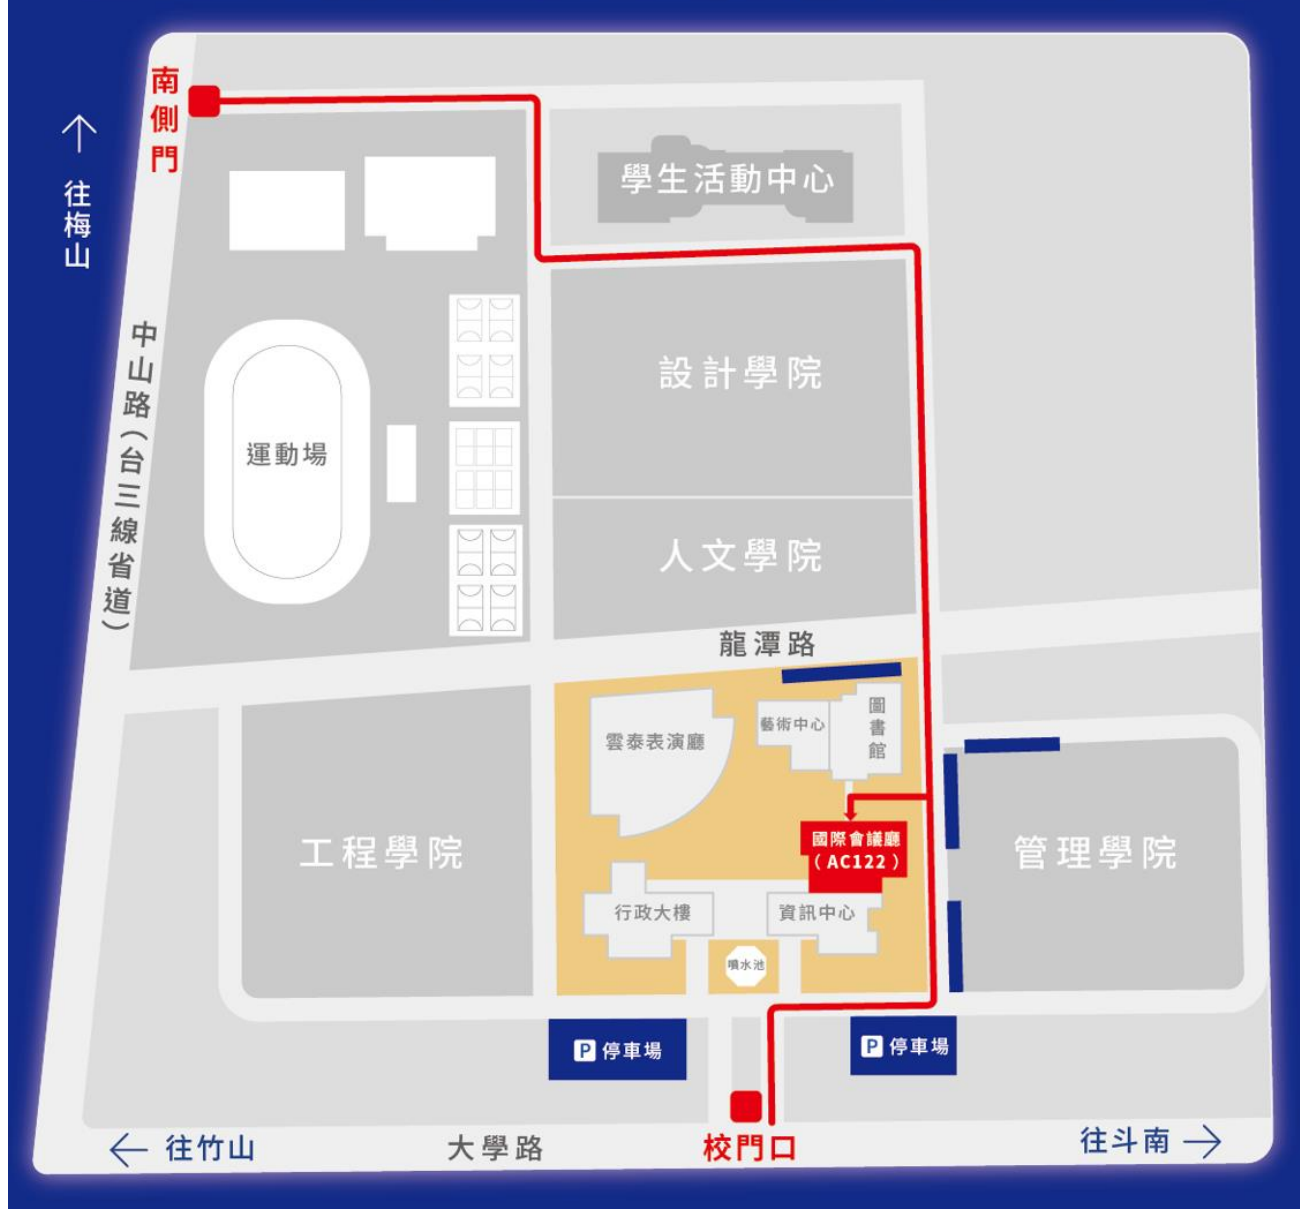 南側門
往梅山
學生活動中心
中山路(台三線省道)
設計學院
運動場
人文學院
龍潭路
雲泰表演廳
藝術中心
圖書館
工程學院
國際會議廳
(AC122)
管理學院
行政大樓
資訊中心
噴水池
P 停車場
P 停車場
往竹山
大學路
校門口
往斗南